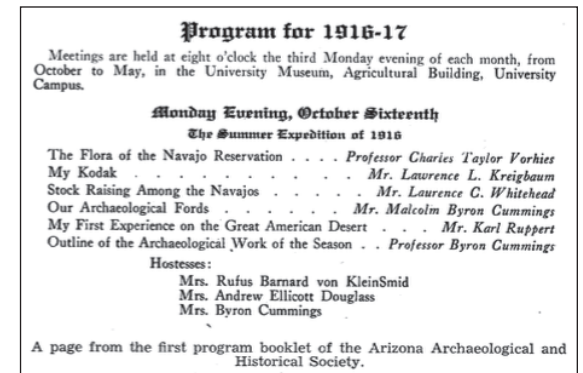 Program for 1916-17
Meetings are held at eight o'clock the third Monday evening of each month, from
October to May, in the University Museum, Agricultural Building, University
Campus.
Monday Evening, October Sixteenth
The Summer Expedition of 1916
The Flora of the Navajo Reservation . . . . Professor Charles Taylor Vorhies
My Kodak . . . . . . . . . . Mr. Lawrence L. Kreigbaum
Stock Raising Among the Navajos . . . . . Mr. Laurence C. Whitehead
Our Archaeological Fords . . . . . . Mr. Malcolm Byron Cummings
My First Experience on the Great American Desert . . . Mr. Karl Ruppert
Outline of the Archaeological Work of the Season . . Professor Byron Cummings
Hostesses:
Mrs. Rufus Barnard von KleinSmid
Mrs. Andrew Ellicott Douglass
Mrs. Byron Cummings
A page from the first program booklet of the Arizona Archaeological and
Historical Society.